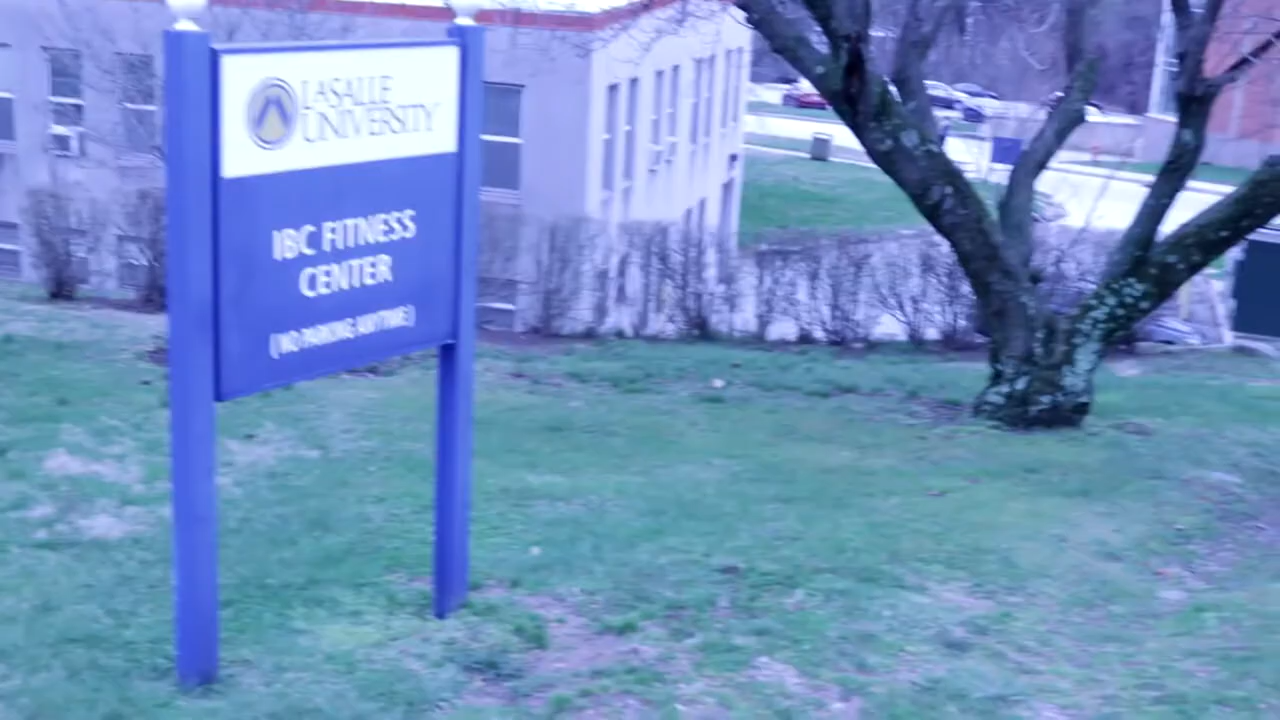 LASALLE
UNIVERSITY
IBC FITNESS
CENTER
( NO PARKING ANYTIME )